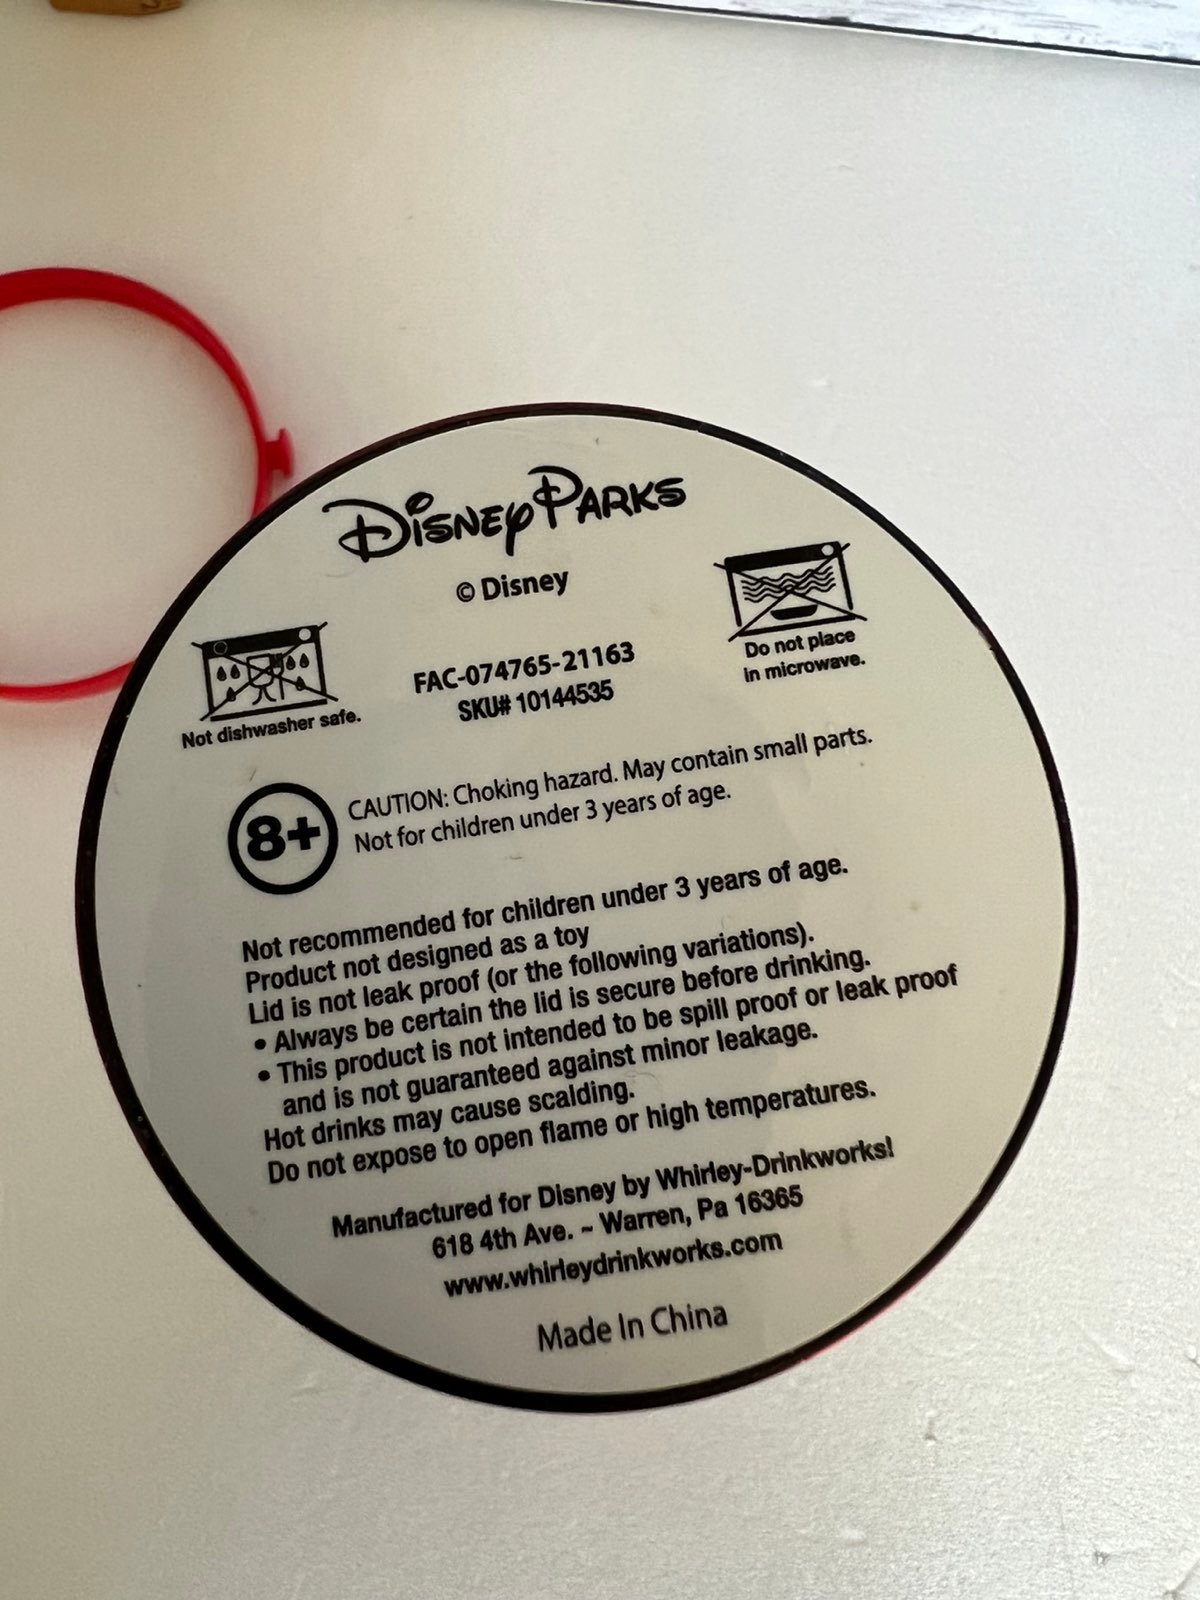 Disney Parks
© Disney
Not dishwasher safe.
FAC-074765-21163
SKU# 10144535
Do not place
in microwave.
8+
CAUTION: Choking hazard. May contain small parts.
Not for children under 3 years of age.
Not recommended for children under 3 years of age.
Product not designed as a toy
Lid is not leak proof (or the following variations).
• Always be certain the lid is secure before drinking.
• This product is not intended to be spill proof or leak proof
and is not guaranteed against minor leakage.
Hot drinks may cause scalding.
Do not expose to open flame or high temperatures.
Manufactured for Disney by Whirley-Drinkworks!
618 4th Ave. ~ Warren, Pa 16365
www.whirleydrinkworks.com
Made In China